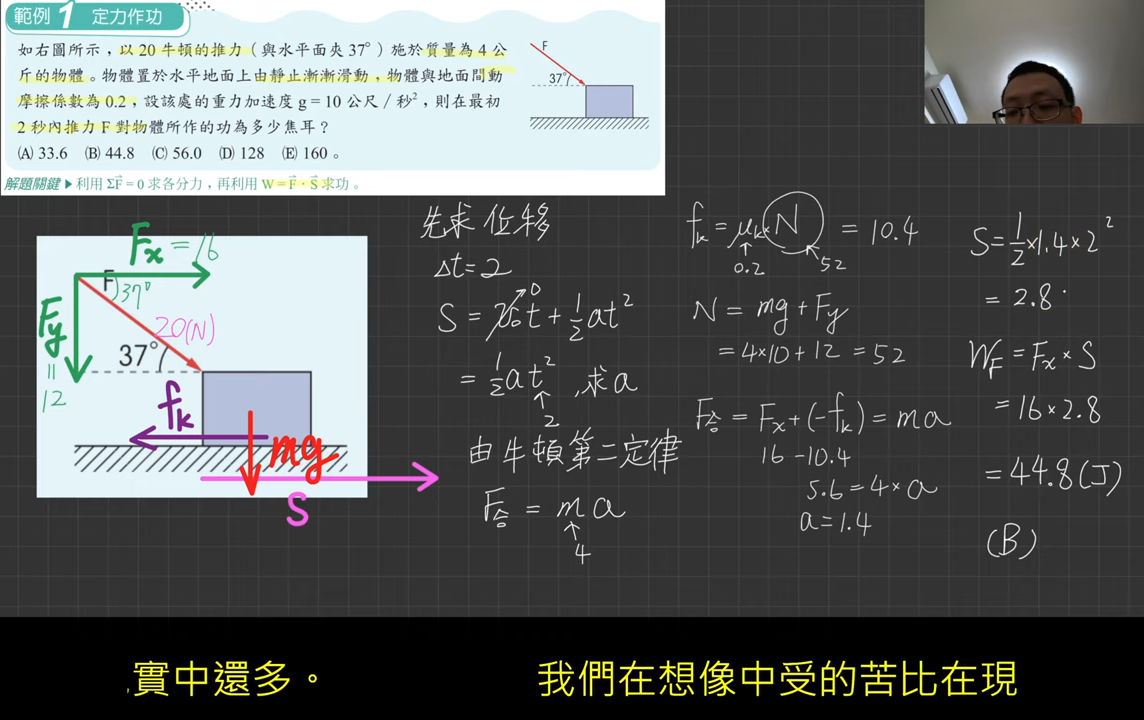 範例 1 定力作功
如右圖所示，以 20 牛頓的推力（與水平面夾 37°）施於質量為 4 公
斤的物體。物體置於水平地面上由靜止漸漸滑動，物體與地面間動
摩擦係數為 0.2，設該處的重力加速度 g = 10 公尺 / 秒²，則在最初
2 秒內推力 F 對物體所作的功為多少焦耳？
(A) 33.6 (B) 44.8 (C) 56.0 (D) 128 (E) 160 。
解題關鍵 ▶ 利用 ΣF⃗ = 0 求各分力，再利用 W = F⃗ · S⃗ 求功。
F
37°
Fx = 16
F
37°
Fy
=
12
20(N)
37°
fk
mg
S
先求位移
Δt = 2
S = V₀t + ½at²
0
= ½at² , 求a
↑
2
由牛頓第二定律
F合 = ma
↑
4
fk = μk × N = 10.4
↑
0.2
52
N = mg + Fy
= 4×10 + 12 = 52
F合 = Fx + (-fk) = ma
16 - 10.4
5.6 = 4 × a
a = 1.4
S = ½ × 1.4 × 2²
= 2.8
WF = Fx × S
= 16 × 2.8
= 44.8 (J)
(B)
實中還多。 我們在想像中受的苦比在現